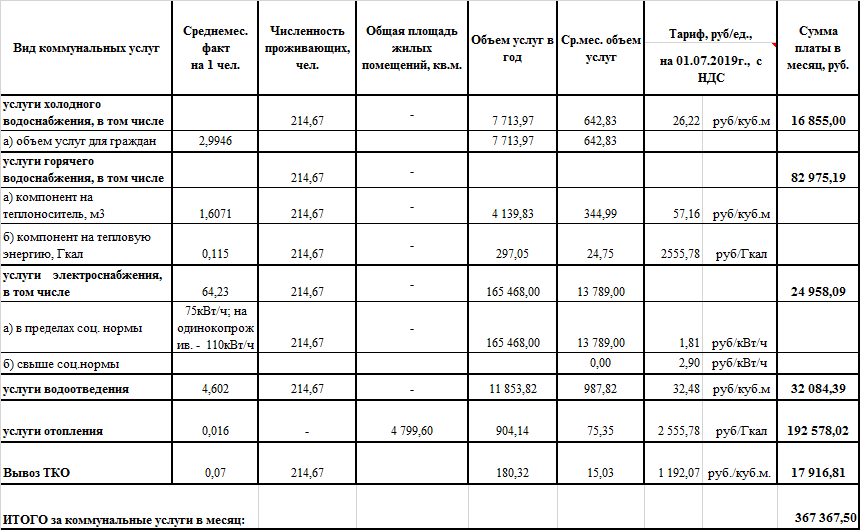 Вид коммунальных услуг
Среднемес.
факт
на 1 чел.
Численность
проживающих,
чел.
Общая площадь
жилых
помещений, кв.м.
Объем услуг в
год
Ср.мес. объем
услуг
Тариф, руб/ед.,
на 01.07.2019г., с
НДС
Сумма
платы в
месяц, руб.
услуги холодного
водоснабжения, в том числе
214,67
-
7 713,97
642,83
26,22 руб/куб.м
16 855,00
а) объем услуг для граждан
2,9946
7 713,97
642,83
услуги горячего
водоснабжения, в том числе
214,67
-
82 975,19
а) компонент на
теплоноситель, м3
1,6071
214,67
-
4 139,83
344,99
57,16 руб/куб.м
б) компонент на тепловую
энергию, Гкал
0,115
214,67
-
297,05
24,75
2555,78 руб/Гкал
услуги электроснабжения,
в том числе
64,23
214,67
-
165 468,00
13 789,00
24 958,09
а) в пределах соц. нормы
75кВт/ч; на
одинокопрож
ив. - 110кВт/ч
214,67
-
165 468,00
13 789,00
1,81 руб/кВт/ч
б) свыше соц.нормы
0,00
2,90 руб/кВт/ч
услуги водоотведения
4,602
214,67
-
11 853,82
987,82
32,48 руб/куб.м
32 084,39
услуги отопления
0,016
-
4 799,60
904,14
75,35
2 555,78 руб/Гкал
192 578,02
Вывоз ТКО
0,07
214,67
180,32
15,03
1 192,07 руб./куб.м.
17 916,81
ИТОГО за коммунальные услуги в месяц:
367 367,50